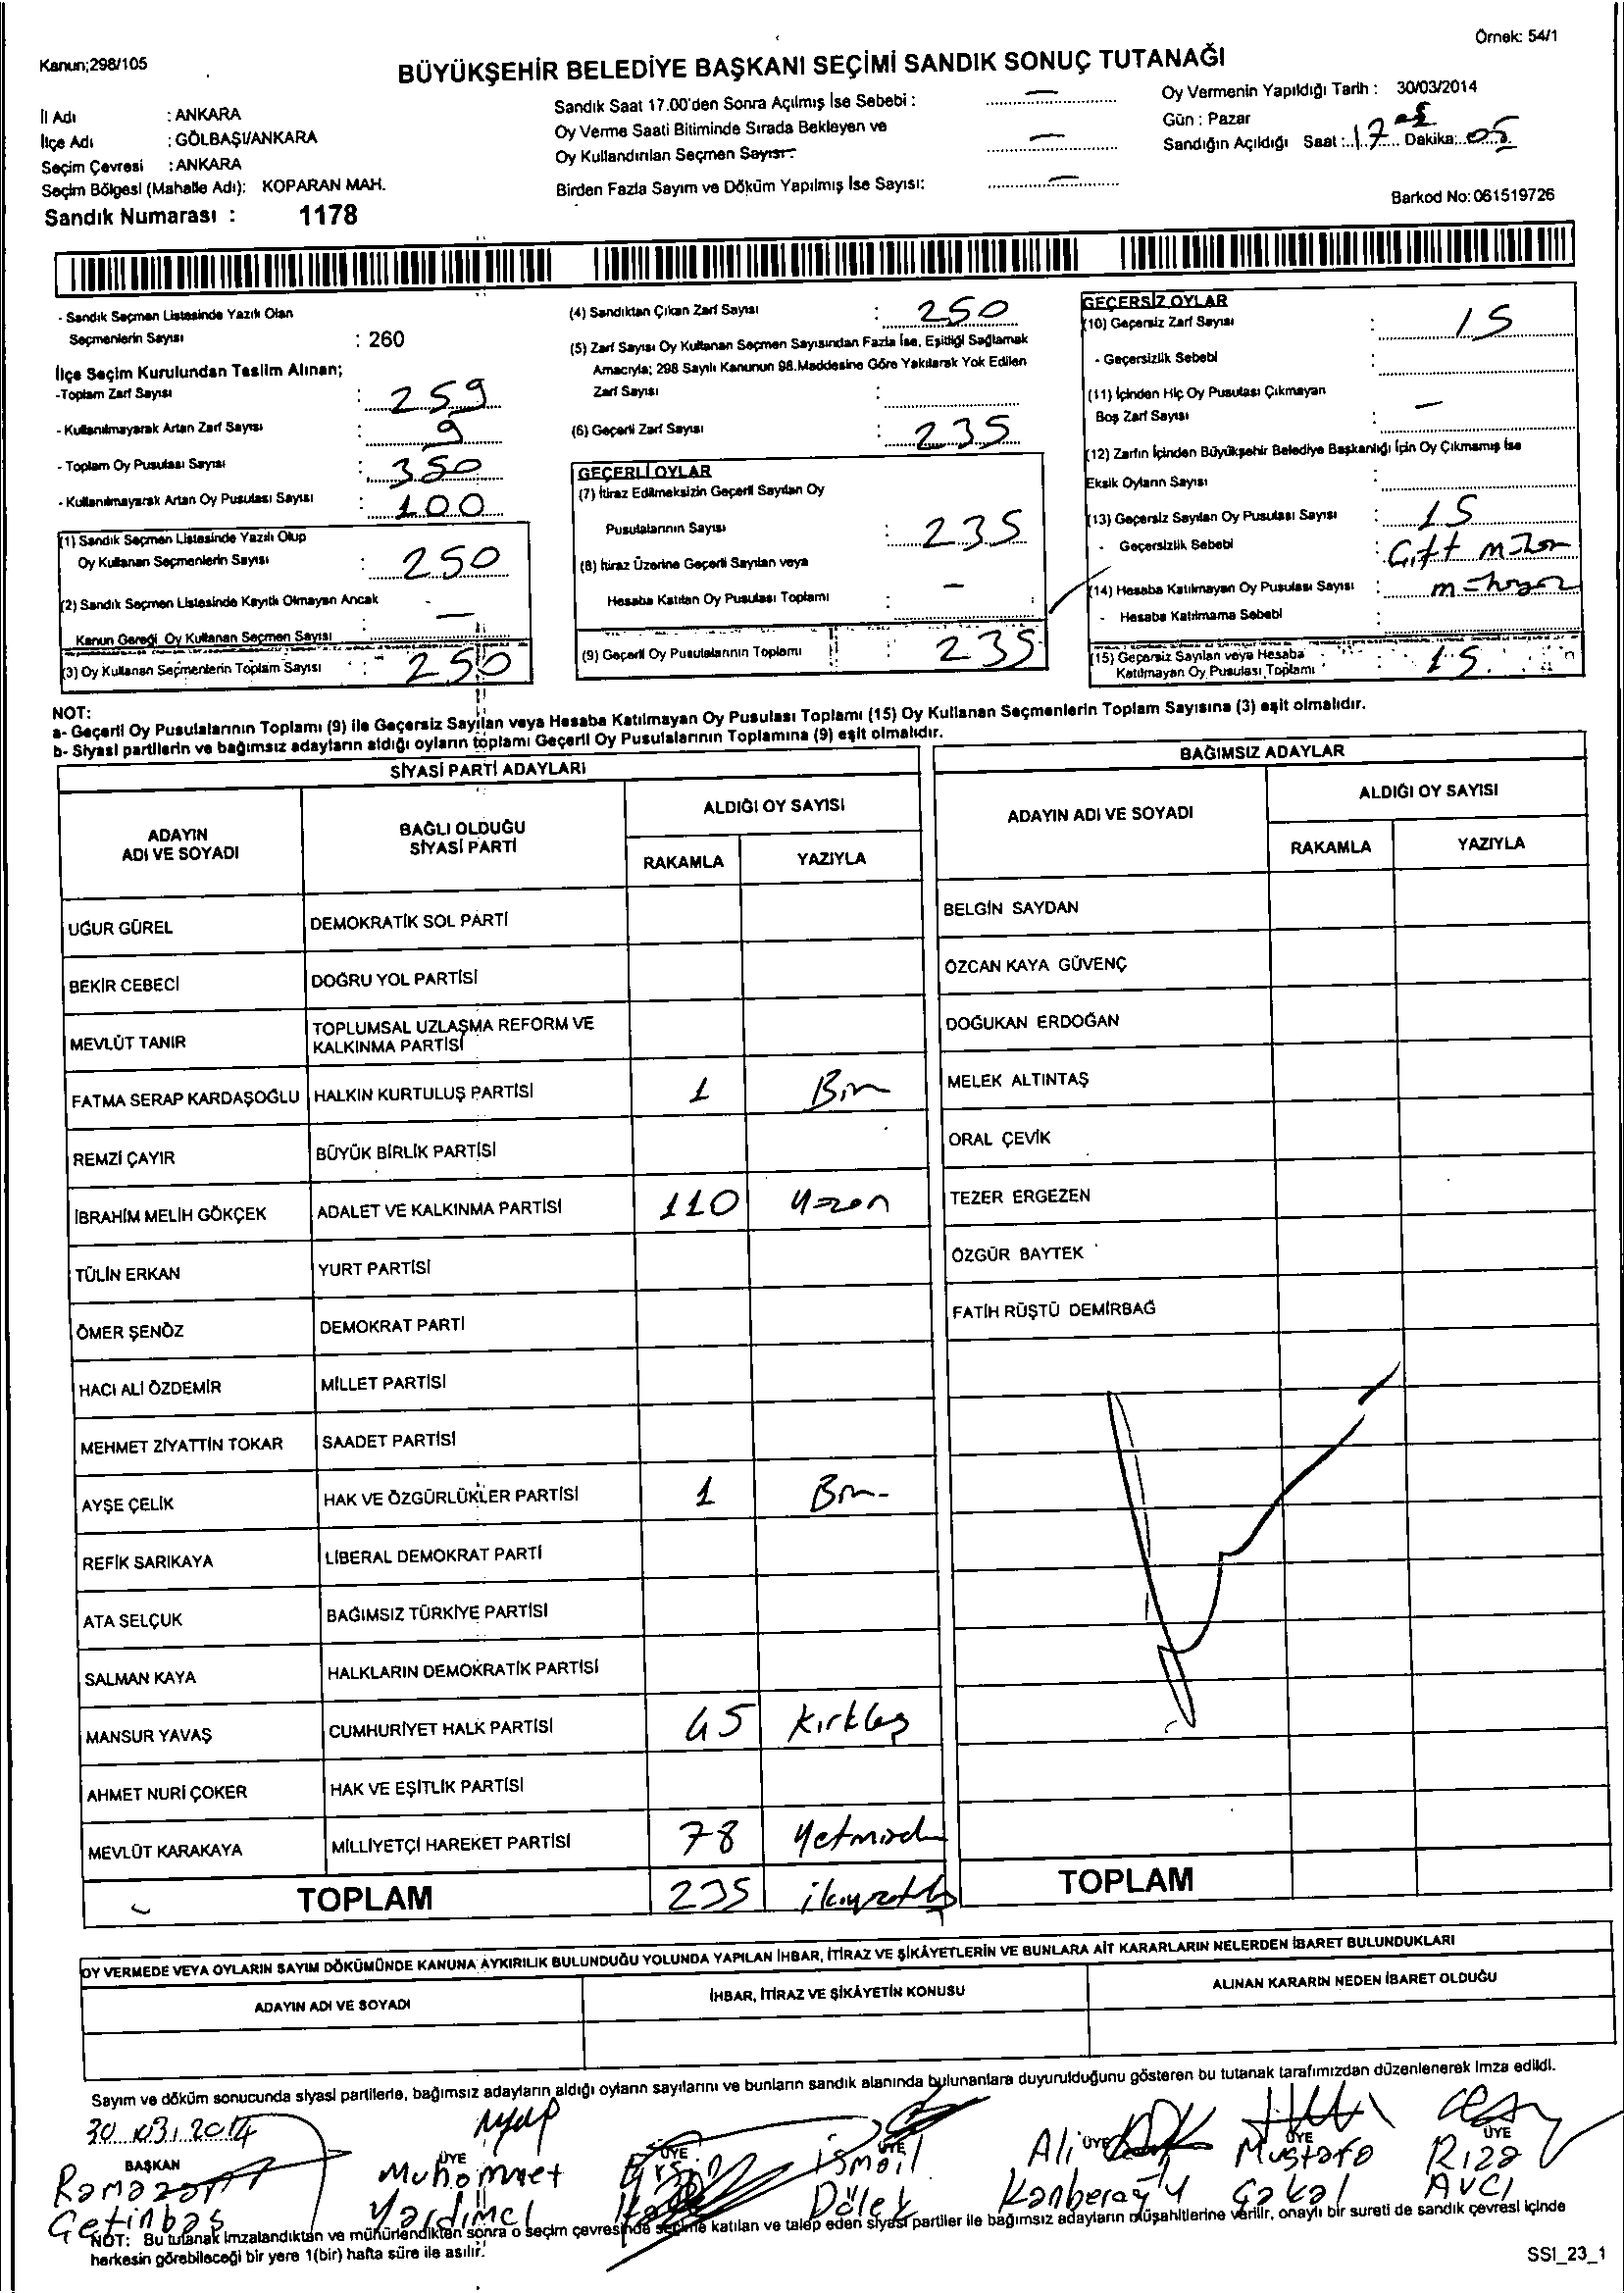 Örnek: 54/1
Kanun;298/105
BÜYÜKŞEHİR BELEDİYE BAŞKANI SEÇİMİ SANDIK SONUÇ TUTANAĞI
İl Adı : ANKARA
İlçe Adı : GÖLBAŞI/ANKARA
Seçim Çevresi : ANKARA
Seçim Bölgesi (Mahalle Adı): KOPARAN MAH.
Sandık Numarası : 1178
Sandık Saat 17.00'den Sonra Açılmış İse Sebebi : —
Oy Verme Saati Bitiminde Sırada Bekleyen ve
Oy Kullandırılan Seçmen Sayısı: —
Birden Fazla Sayım ve Döküm Yapılmış İse Sayısı: —
Oy Vermenin Yapıldığı Tarih : 30/03/2014
Gün : Pazar
Sandığın Açıldığı Saat : 17 Dakika: 05
Barkod No: 061519726
- Sandık Seçmen Listesinde Yazılı Olan
Seçmenlerin Sayısı : 260
İlçe Seçim Kurulundan Teslim Alınan;
-Toplam Zarf Sayısı : 259
- Kullanılmayarak Artan Zarf Sayısı : 9
- Toplam Oy Pusulası Sayısı : 350
- Kullanılmayarak Artan Oy Pusulası Sayısı : 100
(1) Sandık Seçmen Listesinde Yazılı Olup
Oy Kullanan Seçmenlerin Sayısı : 250
(2) Sandık Seçmen Listesinde Kayıtlı Olmayan Ancak
Kanun Gereği Oy Kullanan Seçmen Sayısı : —
(3) Oy Kullanan Seçmenlerin Toplam Sayısı : 250
(4) Sandıktan Çıkan Zarf Sayısı : 250
(5) Zarf Sayısı Oy Kullanan Seçmen Sayısından Fazla İse, Eşitliği Sağlamak
Amacıyla; 298 Sayılı Kanunun 98.Maddesine Göre Yakılarak Yok Edilen
Zarf Sayısı :
(6) Geçerli Zarf Sayısı : 235
GEÇERLİ OYLAR
(7) İtiraz Edilmeksizin Geçerli Sayılan Oy
Pusulalarının Sayısı : 235
(8) İtiraz Üzerine Geçerli Sayılan veya
Hesaba Katılan Oy Pusulası Toplamı : —
(9) Geçerli Oy Pusulalarının Toplamı : 235
GEÇERSİZ OYLAR
(10) Geçersiz Zarf Sayısı : 15
- Geçersizlik Sebebi :
(11) İçinden Hiç Oy Pusulası Çıkmayan
Boş Zarf Sayısı : —
(12) Zarfın İçinden Büyükşehir Belediye Başkanlığı İçin Oy Çıkmamış İse
Eksik Oyların Sayısı :
(13) Geçersiz Sayılan Oy Pusulası Sayısı : 15
- Geçersizlik Sebebi : Çift
(14) Hesaba Katılmayan Oy Pusulası Sayısı :
- Hesaba Katılmama Sebebi
(15) Geçersiz Sayılan veya Hesaba
Katılmayan Oy Pusulası Toplamı : 15
NOT:
a- Geçerli Oy Pusulalarının Toplamı (9) ile Geçersiz Sayılan veya Hesaba Katılmayan Oy Pusulası Toplamı (15) Oy Kullanan Seçmenlerin Toplam Sayısına (3) eşit olmalıdır.
b- Siyasi partilerin ve bağımsız adayların aldığı oyların toplamı Geçerli Oy Pusulalarının Toplamına (9) eşit olmalıdır.
SİYASİ PARTİ ADAYLARI
ADAYIN ADI VE SOYADI BAĞLI OLDUĞU SİYASİ PARTİ ALDIĞI OY SAYISI
RAKAMLA YAZIYLA
UĞUR GÜREL DEMOKRATİK SOL PARTİ
BEKİR CEBECİ DOĞRU YOL PARTİSİ
MEVLÜT TANIR TOPLUMSAL UZLAŞMA REFORM VE KALKINMA PARTİSİ
FATMA SERAP KARDAŞOĞLU HALKIN KURTULUŞ PARTİSİ 1 Bir
REMZİ ÇAYIR BÜYÜK BİRLİK PARTİSİ
İBRAHİM MELİH GÖKÇEK ADALET VE KALKINMA PARTİSİ 110 Yüzon
TÜLİN ERKAN YURT PARTİSİ
ÖMER ŞENÖZ DEMOKRAT PARTİ
HACI ALİ ÖZDEMİR MİLLET PARTİSİ
MEHMET ZİYATTİN TOKAR SAADET PARTİSİ
AYŞE ÇELİK HAK VE ÖZGÜRLÜKLER PARTİSİ 1 Bir
REFİK SARIKAYA LİBERAL DEMOKRAT PARTİ
ATA SELÇUK BAĞIMSIZ TÜRKİYE PARTİSİ
SALMAN KAYA HALKLARIN DEMOKRATİK PARTİSİ
MANSUR YAVAŞ CUMHURİYET HALK PARTİSİ 45
AHMET NURİ ÇOKER HAK VE EŞİTLİK PARTİSİ
MEVLÜT KARAKAYA MİLLİYETÇİ HAREKET PARTİSİ 78
TOPLAM 235
BAĞIMSIZ ADAYLAR
ADAYIN ADI VE SOYADI ALDIĞI OY SAYISI
RAKAMLA YAZIYLA
BELGİN SAYDAN
ÖZCAN KAYA GÜVENÇ
DOĞUKAN ERDOĞAN
MELEK ALTINTAŞ
ORAL ÇEVİK
TEZER ERGEZEN
ÖZGÜR BAYTEK
FATİH RÜŞTÜ DEMİRBAĞ
TOPLAM
OY VERMEDE VEYA OYLARIN SAYIM DÖKÜMÜNDE KANUNA AYKIRILIK BULUNDUĞU YOLUNDA YAPILAN İHBAR, İTİRAZ VE ŞİKÂYETLERİN VE BUNLARA AİT KARARLARIN NELERDEN İBARET BULUNDUKLARI
ADAYIN ADI VE SOYADI İHBAR, İTİRAZ VE ŞİKÂYETİN KONUSU ALINAN KARARIN NEDEN İBARET OLDUĞU
Sayım ve döküm sonucunda siyasi partilerle, bağımsız adayların aldığı oyların sayılarını ve bunların sandık alanında bulunanlara duyurulduğunu gösteren bu tutanak tarafımızdan düzenlenerek imza edildi.
30.03.2014
BAŞKAN ÜYE ÜYE ÜYE ÜYE ÜYE ÜYE
Ramazan Muhammet İsmail Ali Mustafa Rıza
Çetinbaş Yardımcı Dölek Kanberoğlu Çakal AVCI
NOT: Bu tutanak imzalandıktan ve mühürlendikten sonra o seçim çevresinde seçime katılan ve talep eden siyasi partiler ile bağımsız adayların müşahitlerine verilir, onaylı bir sureti de sandık çevresi içinde
herkesin görebileceği bir yere 1(bir) hafta süre ile asılır.
SSI_23_1